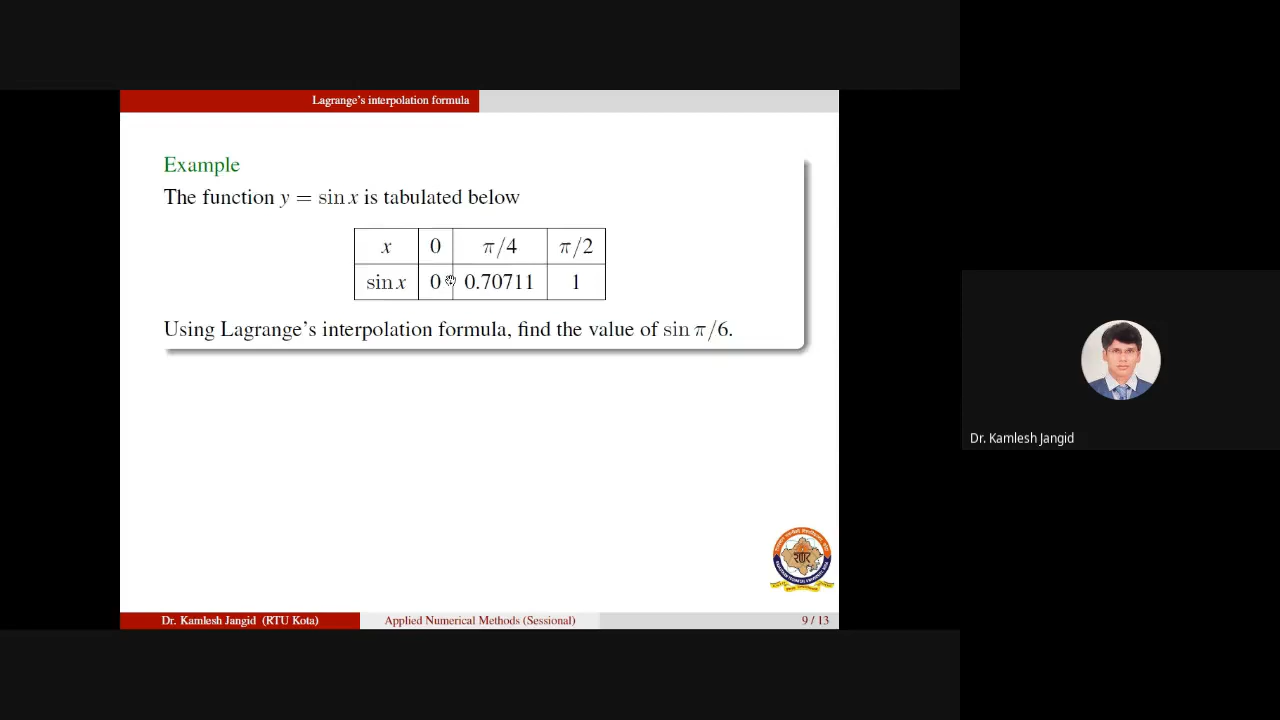 Lagrange's interpolation formula
Example
The function y = sin x is tabulated below
x 0 π/4 π/2
sin x 0 0.70711 1
Using Lagrange's interpolation formula, find the value of sin π/6.
Dr. Kamlesh Jangid
Dr. Kamlesh Jangid (RTU Kota) Applied Numerical Methods (Sessional) 9 / 13